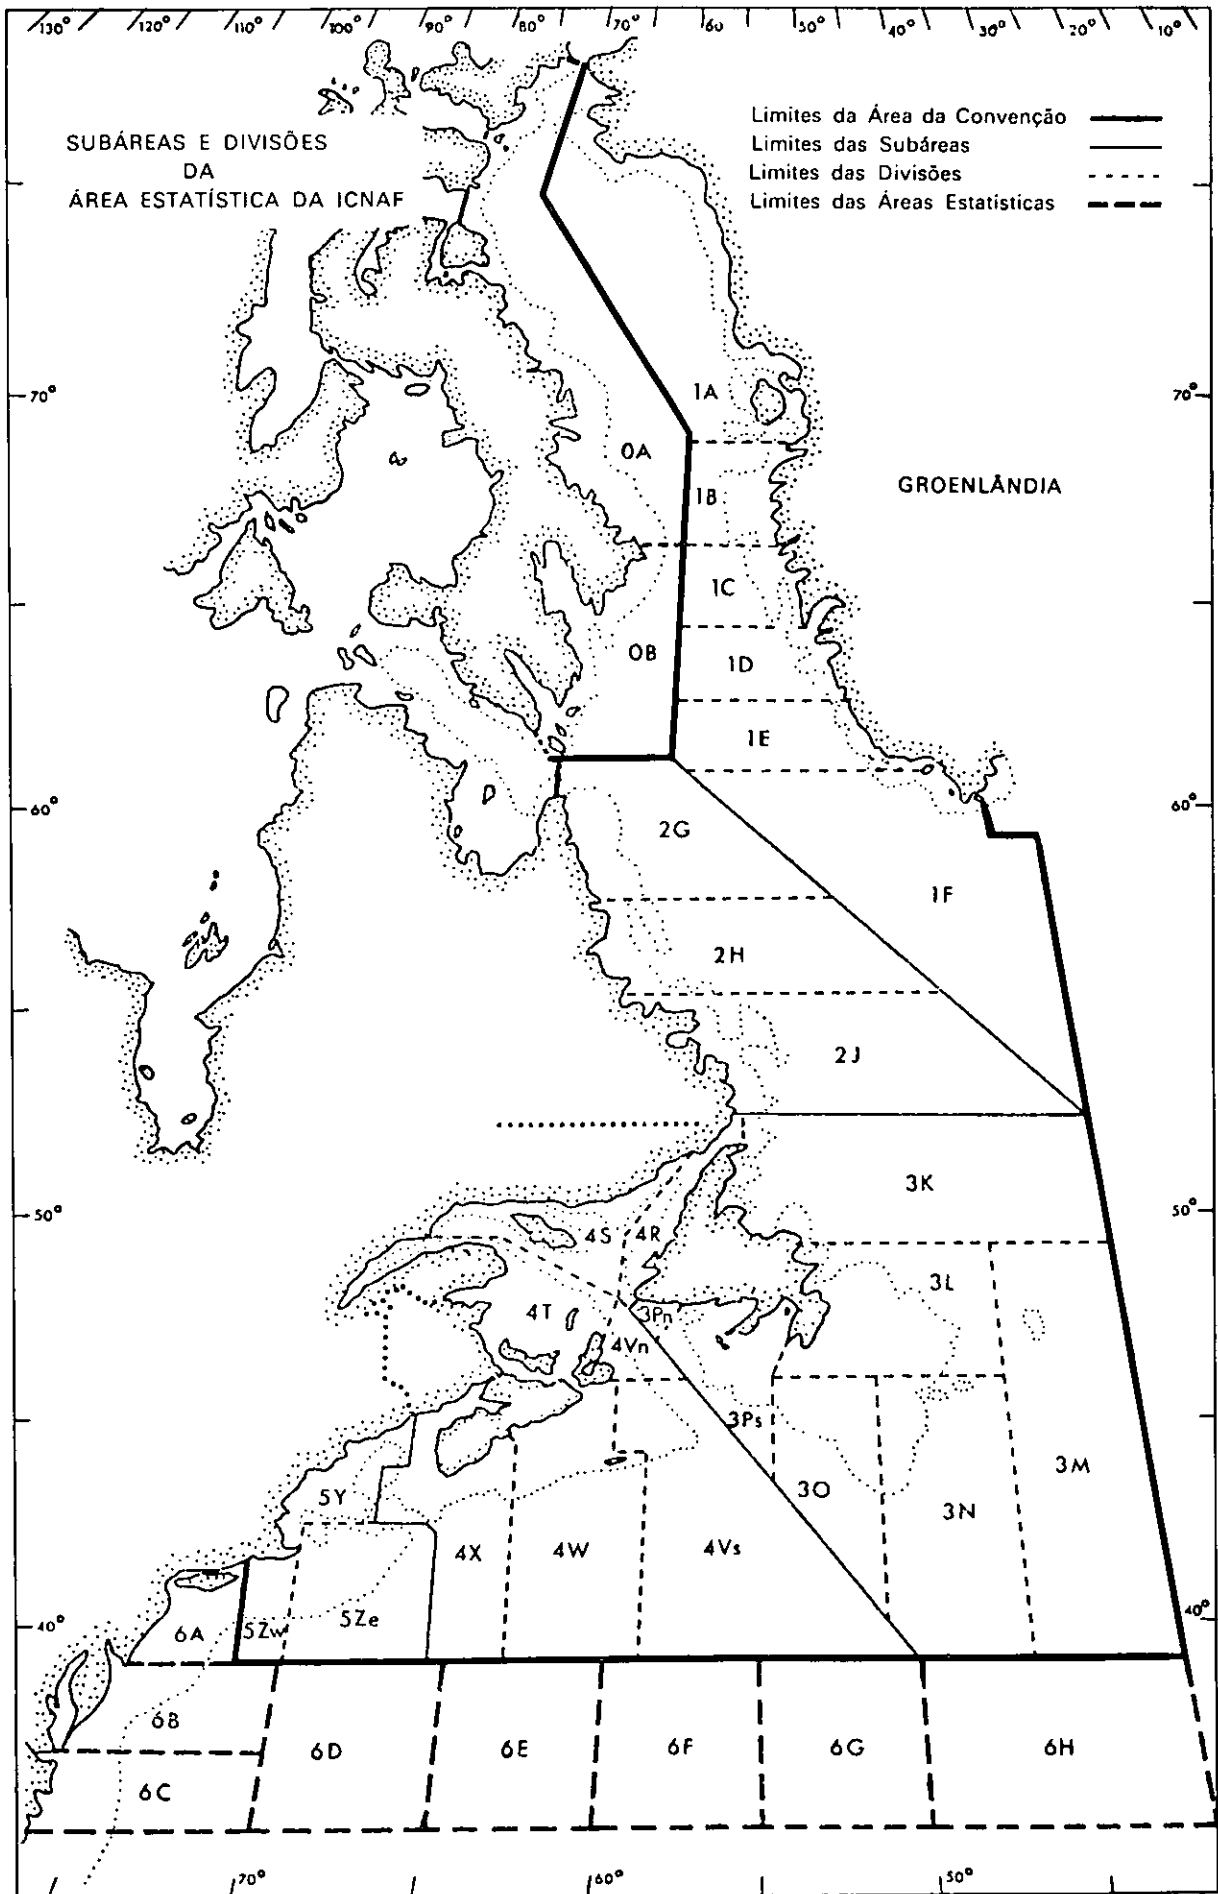 130° 120° 110° 100° 90° 80° 70° 60 50° 40° 30° 20° 10°
SUBÁREAS E DIVISÕES
DA
ÁREA ESTATÍSTICA DA ICNAF
Limites da Área da Convenção
Limites das Subáreas
Limites das Divisões
Limites das Áreas Estatísticas
70° 70°
1A
0A
GROENLÂNDIA
1B
1C
0B
1D
1E
60° 60°
2G
1F
2H
2J
3K
50° 50°
4S 4R
3L
4T 3Pn
4Vn
3Ps
3M
5Y 3O
3N
4X 4W 4Vs
40° 6A 5Zw 5Ze 40°
6B
6D 6E 6F 6G 6H
6C
70° 60° 50°